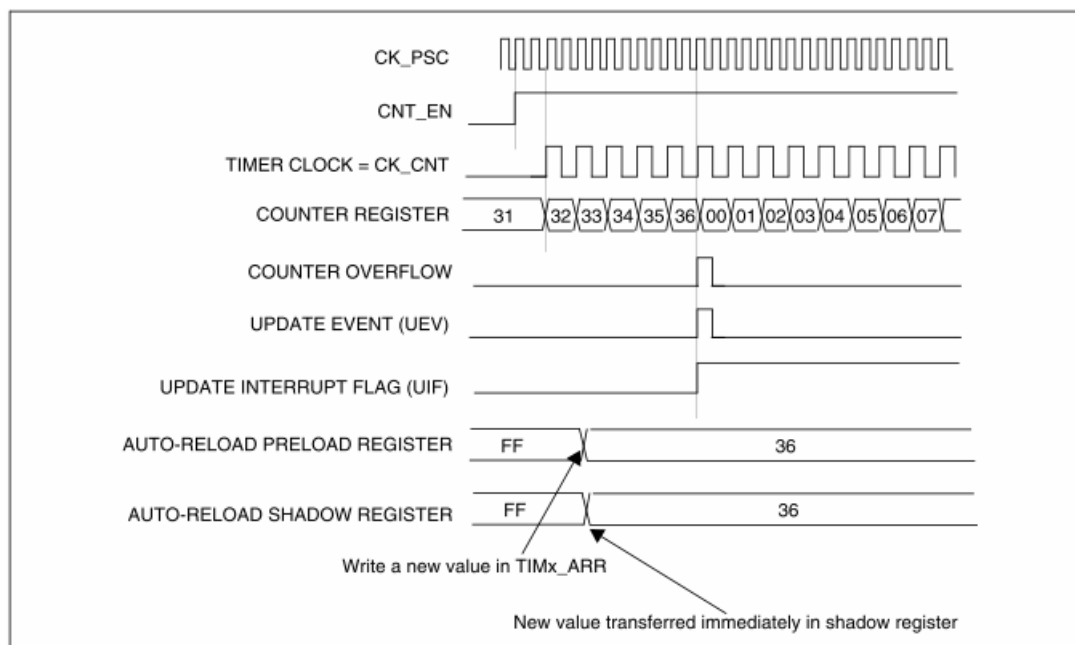 CK_PSC
CNT_EN
TIMER CLOCK = CK_CNT
COUNTER REGISTER 31 32 33 34 35 36 00 01 02 03 04 05 06 07
COUNTER OVERFLOW
UPDATE EVENT (UEV)
UPDATE INTERRUPT FLAG (UIF)
AUTO-RELOAD PRELOAD REGISTER FF 36
AUTO-RELOAD SHADOW REGISTER FF 36
Write a new value in TIMx_ARR
New value transferred immediately in shadow register